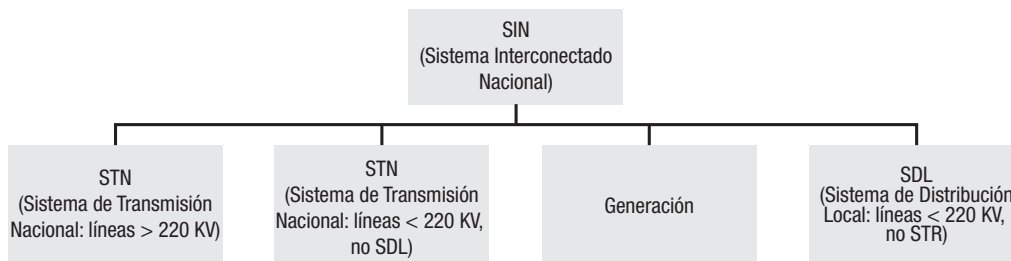 SIN
(Sistema Interconectado
Nacional)
STN
(Sistema de Transmisión
Nacional: líneas > 220 KV)
STN
(Sistema de Transmisión
Nacional: líneas < 220 KV,
no SDL)
Generación
SDL
(Sistema de Distribución
Local: líneas < 220 KV,
no STR)